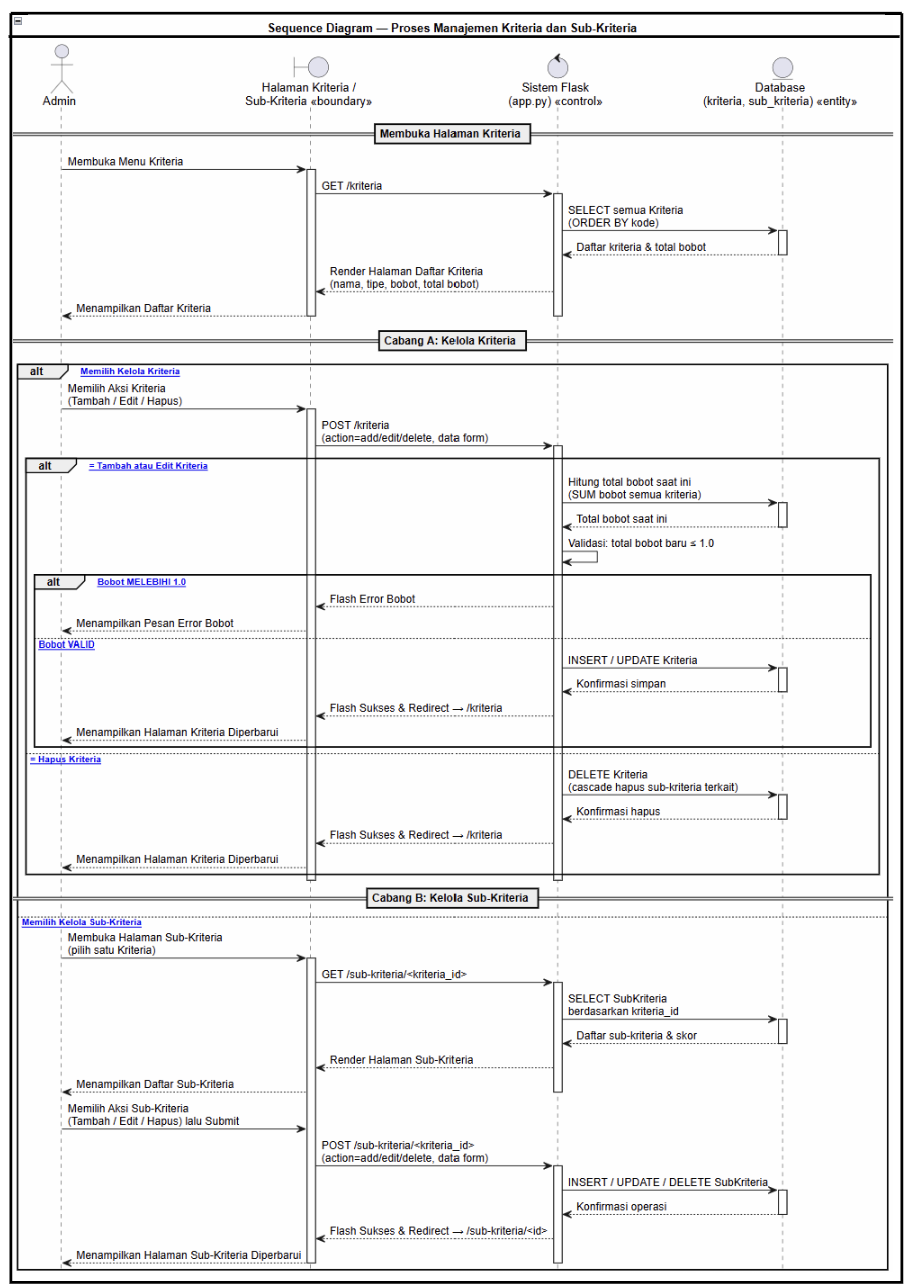 Sequence Diagram — Proses Manajemen Kriteria dan Sub-Kriteria
Admin
Halaman Kriteria /
Sub-Kriteria «boundary»
Sistem Flask
(app.py) «control»
Database
(kriteria, sub_kriteria) «entity»
Membuka Halaman Kriteria
Membuka Menu Kriteria
GET /kriteria
SELECT semua Kriteria
(ORDER BY kode)
Daftar kriteria & total bobot
Render Halaman Daftar Kriteria
(nama, tipe, bobot, total bobot)
Menampilkan Daftar Kriteria
Cabang A: Kelola Kriteria
alt
Memilih Kelola Kriteria
Memilih Aksi Kriteria
(Tambah / Edit / Hapus)
POST /kriteria
(action=add/edit/delete, data form)
alt
= Tambah atau Edit Kriteria
Hitung total bobot saat ini
(SUM bobot semua kriteria)
Total bobot saat ini
Validasi: total bobot baru ≤ 1.0
alt
Bobot MELEBIHI 1.0
Flash Error Bobot
Menampilkan Pesan Error Bobot
Bobot VALID
INSERT / UPDATE Kriteria
Konfirmasi simpan
Flash Sukses & Redirect → /kriteria
Menampilkan Halaman Kriteria Diperbarui
= Hapus Kriteria
DELETE Kriteria
(cascade hapus sub-kriteria terkait)
Konfirmasi hapus
Flash Sukses & Redirect → /kriteria
Menampilkan Halaman Kriteria Diperbarui
Cabang B: Kelola Sub-Kriteria
Memilih Kelola Sub-Kriteria
Membuka Halaman Sub-Kriteria
(pilih satu Kriteria)
GET /sub-kriteria/<kriteria_id>
SELECT SubKriteria
berdasarkan kriteria_id
Daftar sub-kriteria & skor
Render Halaman Sub-Kriteria
Menampilkan Daftar Sub-Kriteria
Memilih Aksi Sub-Kriteria
(Tambah / Edit / Hapus) lalu Submit
POST /sub-kriteria/<kriteria_id>
(action=add/edit/delete, data form)
INSERT / UPDATE / DELETE SubKriteria
Konfirmasi operasi
Flash Sukses & Redirect → /sub-kriteria/<id>
Menampilkan Halaman Sub-Kriteria Diperbarui